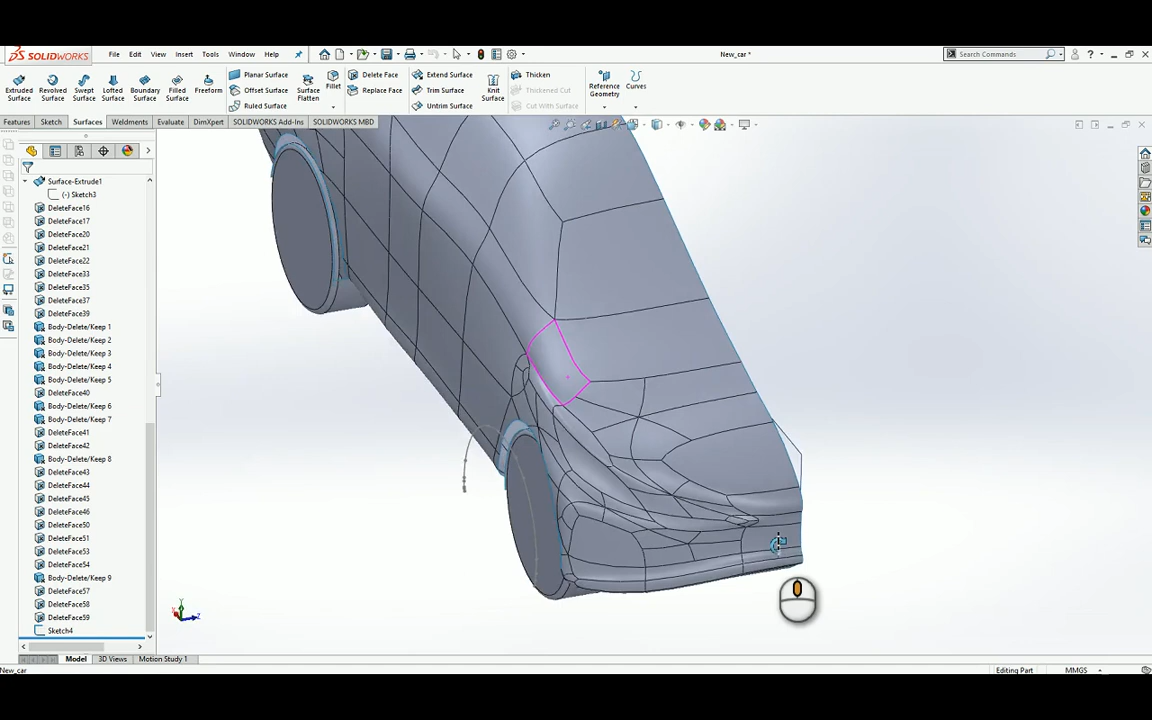 SOLIDWORKS File Edit View Insert Tools Window Help New_car * Search Commands
Extruded Surface
Revolved Surface
Swept Surface
Lofted Surface
Boundary Surface
Filled Surface
Freeform
Planar Surface
Offset Surface
Ruled Surface
Surface Flatten
Fillet
Delete Face
Replace Face
Extend Surface
Trim Surface
Untrim Surface
Knit Surface
Thicken
Thickened Cut
Cut With Surface
Reference Geometry
Curves
Features Sketch Surfaces Weldments Evaluate DimXpert SOLIDWORKS Add-Ins SOLIDWORKS MBD
Surface-Extrude1
(-) Sketch3
DeleteFace16
DeleteFace17
DeleteFace20
DeleteFace21
DeleteFace22
DeleteFace33
DeleteFace35
DeleteFace37
DeleteFace39
Body-Delete/Keep 1
Body-Delete/Keep 2
Body-Delete/Keep 3
Body-Delete/Keep 4
Body-Delete/Keep 5
DeleteFace40
Body-Delete/Keep 6
Body-Delete/Keep 7
DeleteFace41
DeleteFace42
Body-Delete/Keep 8
DeleteFace43
DeleteFace44
DeleteFace45
DeleteFace46
DeleteFace50
DeleteFace51
DeleteFace53
DeleteFace54
Body-Delete/Keep 9
DeleteFace57
DeleteFace58
DeleteFace59
Sketch4
Model 3D Views Motion Study 1
New_car Editing Part MMGS